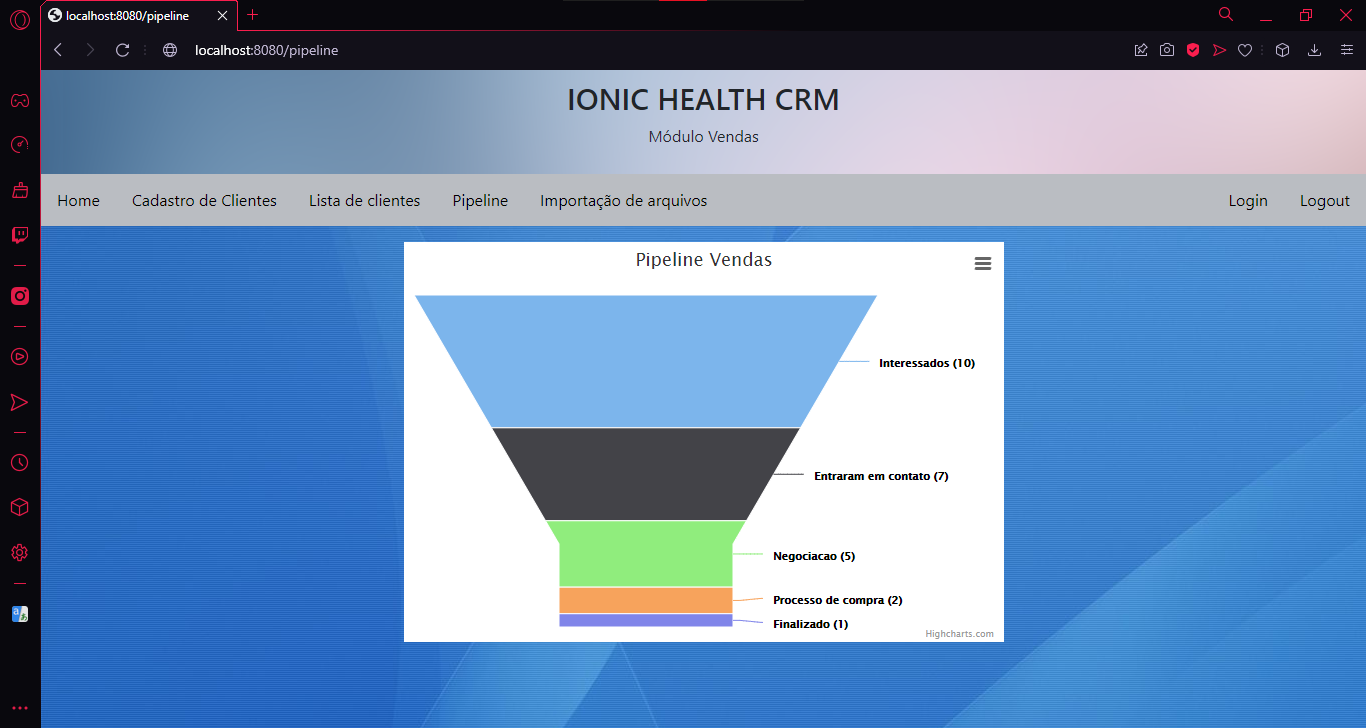 localhost:8080/pipeline
localhost:8080/pipeline
IONIC HEALTH CRM
Módulo Vendas
Home Cadastro de Clientes Lista de clientes Pipeline Importação de arquivos Login Logout
Pipeline Vendas
Interessados (10)
Entraram em contato (7)
Negociacao (5)
Processo de compra (2)
Finalizado (1)
Highcharts.com